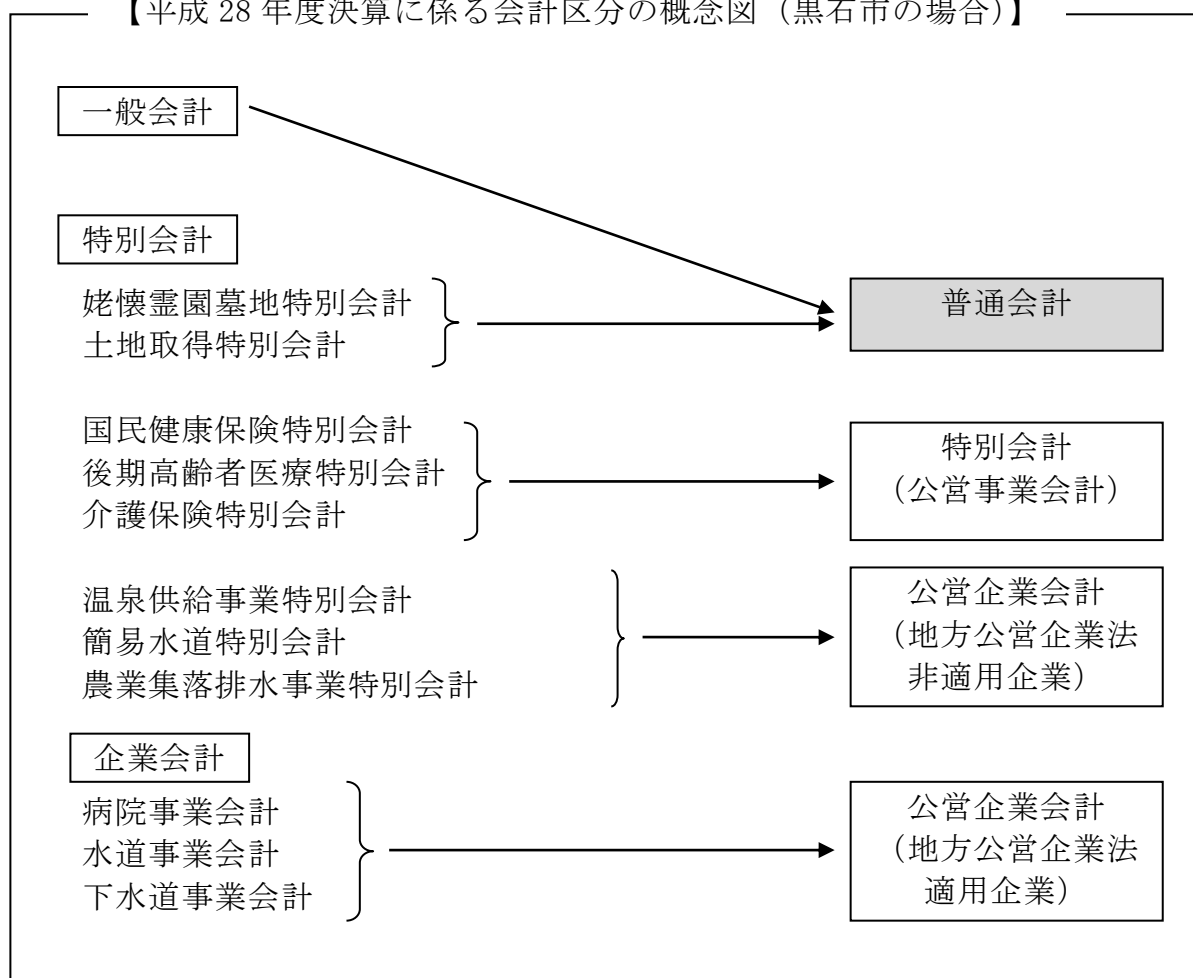 【平成 28 年度決算に係る会計区分の概念図（黒石市の場合）】
一般会計
特別会計
姥懐霊園墓地特別会計
土地取得特別会計
普通会計
国民健康保険特別会計
後期高齢者医療特別会計
介護保険特別会計
特別会計
（公営事業会計）
温泉供給事業特別会計
簡易水道特別会計
農業集落排水事業特別会計
公営企業会計
（地方公営企業法
非適用企業）
企業会計
病院事業会計
水道事業会計
下水道事業会計
公営企業会計
（地方公営企業法
適用企業）